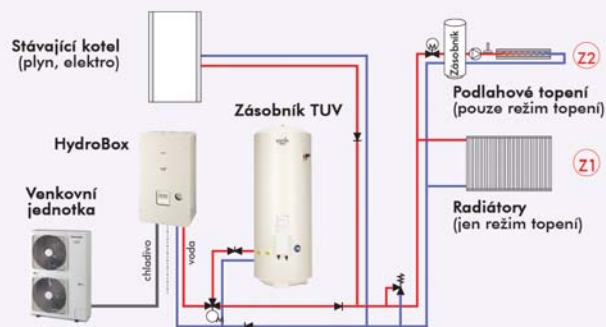 Stávající kotel
(plyn, elektro)
Zásobník TUV
HydroBox
Venkovní
jednotka
chladivo
voda
Zásobník
Z2
Podlahové topení
(pouze režim topení)
Z1
Radiátory
(jen režim topení)